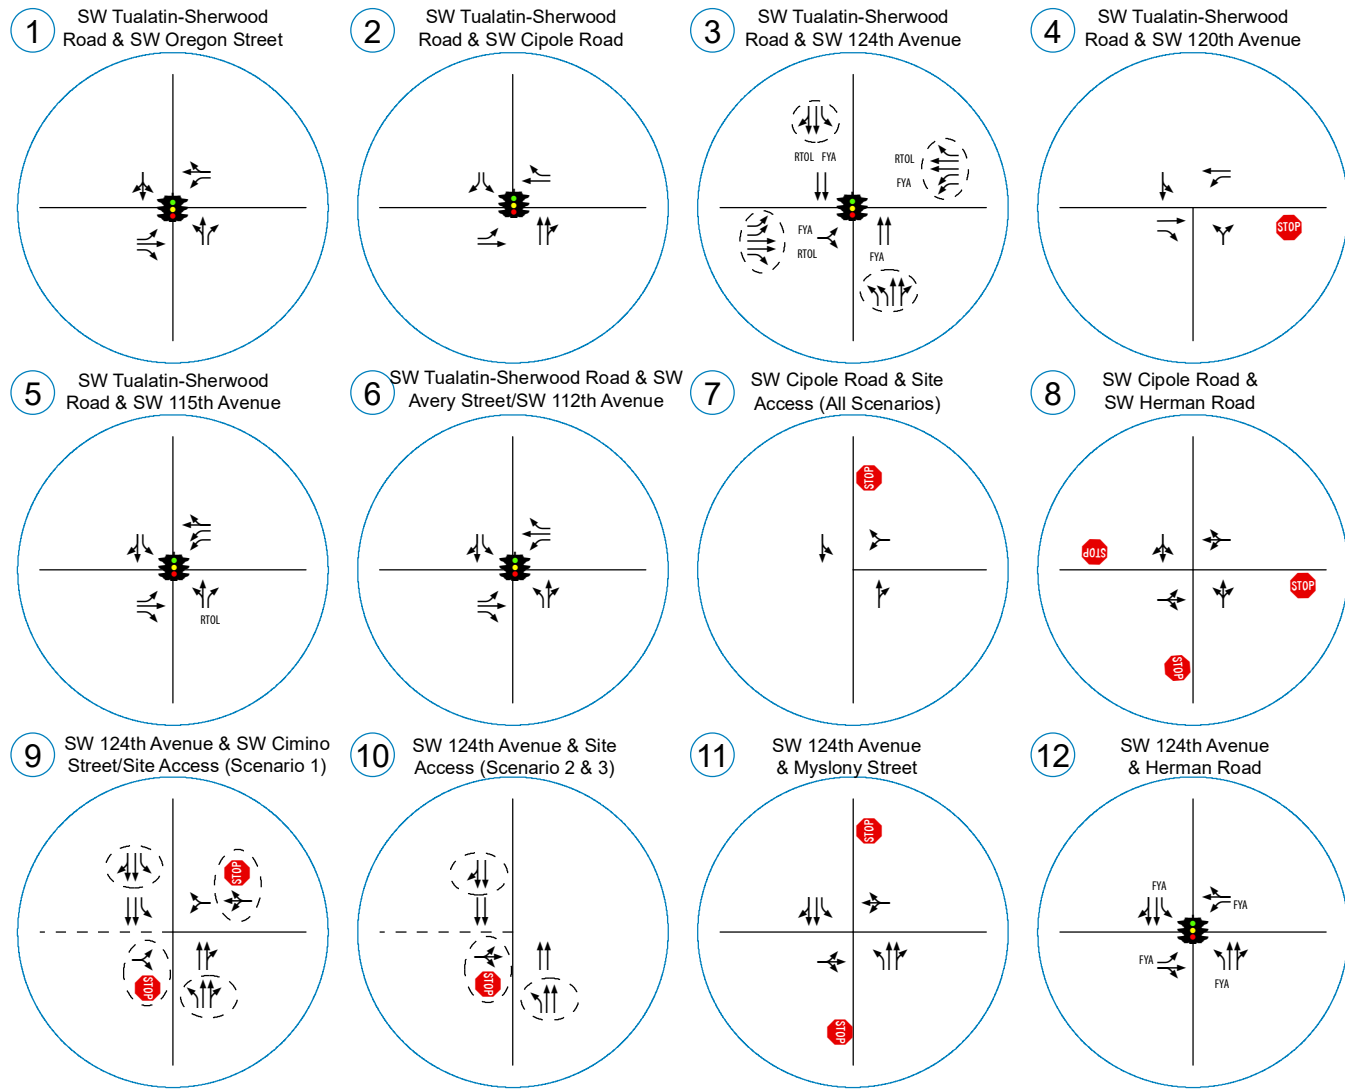 1
SW Tualatin-Sherwood
Road & SW Oregon Street
2
SW Tualatin-Sherwood
Road & SW Cipole Road
3
SW Tualatin-Sherwood
Road & SW 124th Avenue
RTOL FYA
RTOL
FYA
FYA
RTOL
FYA
4
SW Tualatin-Sherwood
Road & SW 120th Avenue
STOP
5
SW Tualatin-Sherwood
Road & SW 115th Avenue
RTOL
6
SW Tualatin-Sherwood Road & SW
Avery Street/SW 112th Avenue
7
SW Cipole Road & Site
Access (All Scenarios)
STOP
8
SW Cipole Road &
SW Herman Road
STOP
STOP
STOP
9
SW 124th Avenue & SW Cimino
Street/Site Access (Scenario 1)
STOP
STOP
10
SW 124th Avenue & Site
Access (Scenario 2 & 3)
STOP
11
SW 124th Avenue
& Myslony Street
STOP
STOP
12
SW 124th Avenue
& Herman Road
FYA
FYA
FYA
FYA